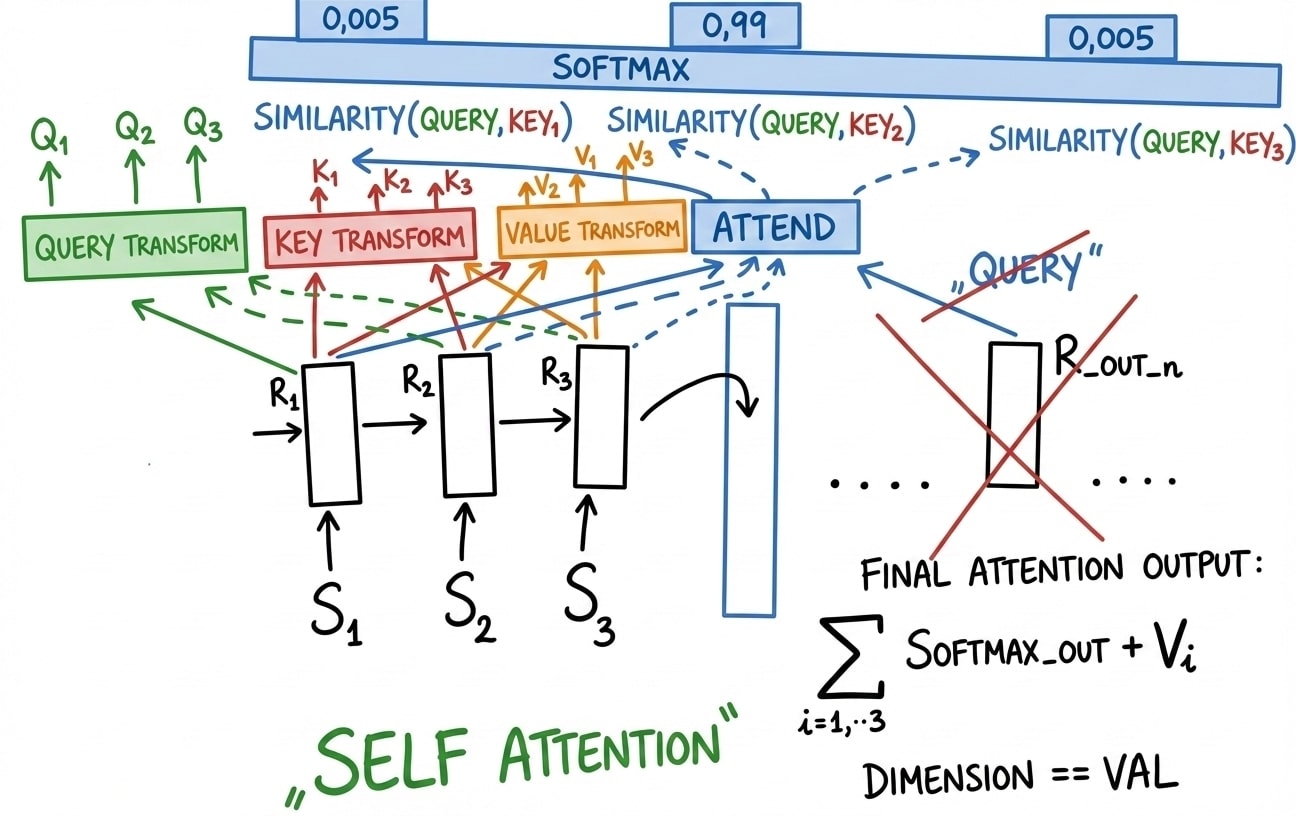 0,005
0,99
0,005
SOFTMAX
SIMILARITY(QUERY,KEY₁)
SIMILARITY(QUERY,KEY₂)
SIMILARITY(QUERY,KEY₃)
Q₁ Q₂ Q₃
K₁ K₂ K₃
V₂ V₁ V₃
QUERY TRANSFORM
KEY TRANSFORM
VALUE TRANSFORM
ATTEND
„QUERY“
R₁
R₂
R₃
R_OUT_n
....
....
S₁
S₂
S₃
FINAL ATTENTION OUTPUT:
∑ SOFTMAX_OUT + Vᵢ
i=1,..3
DIMENSION == VAL
„SELF ATTENTION“